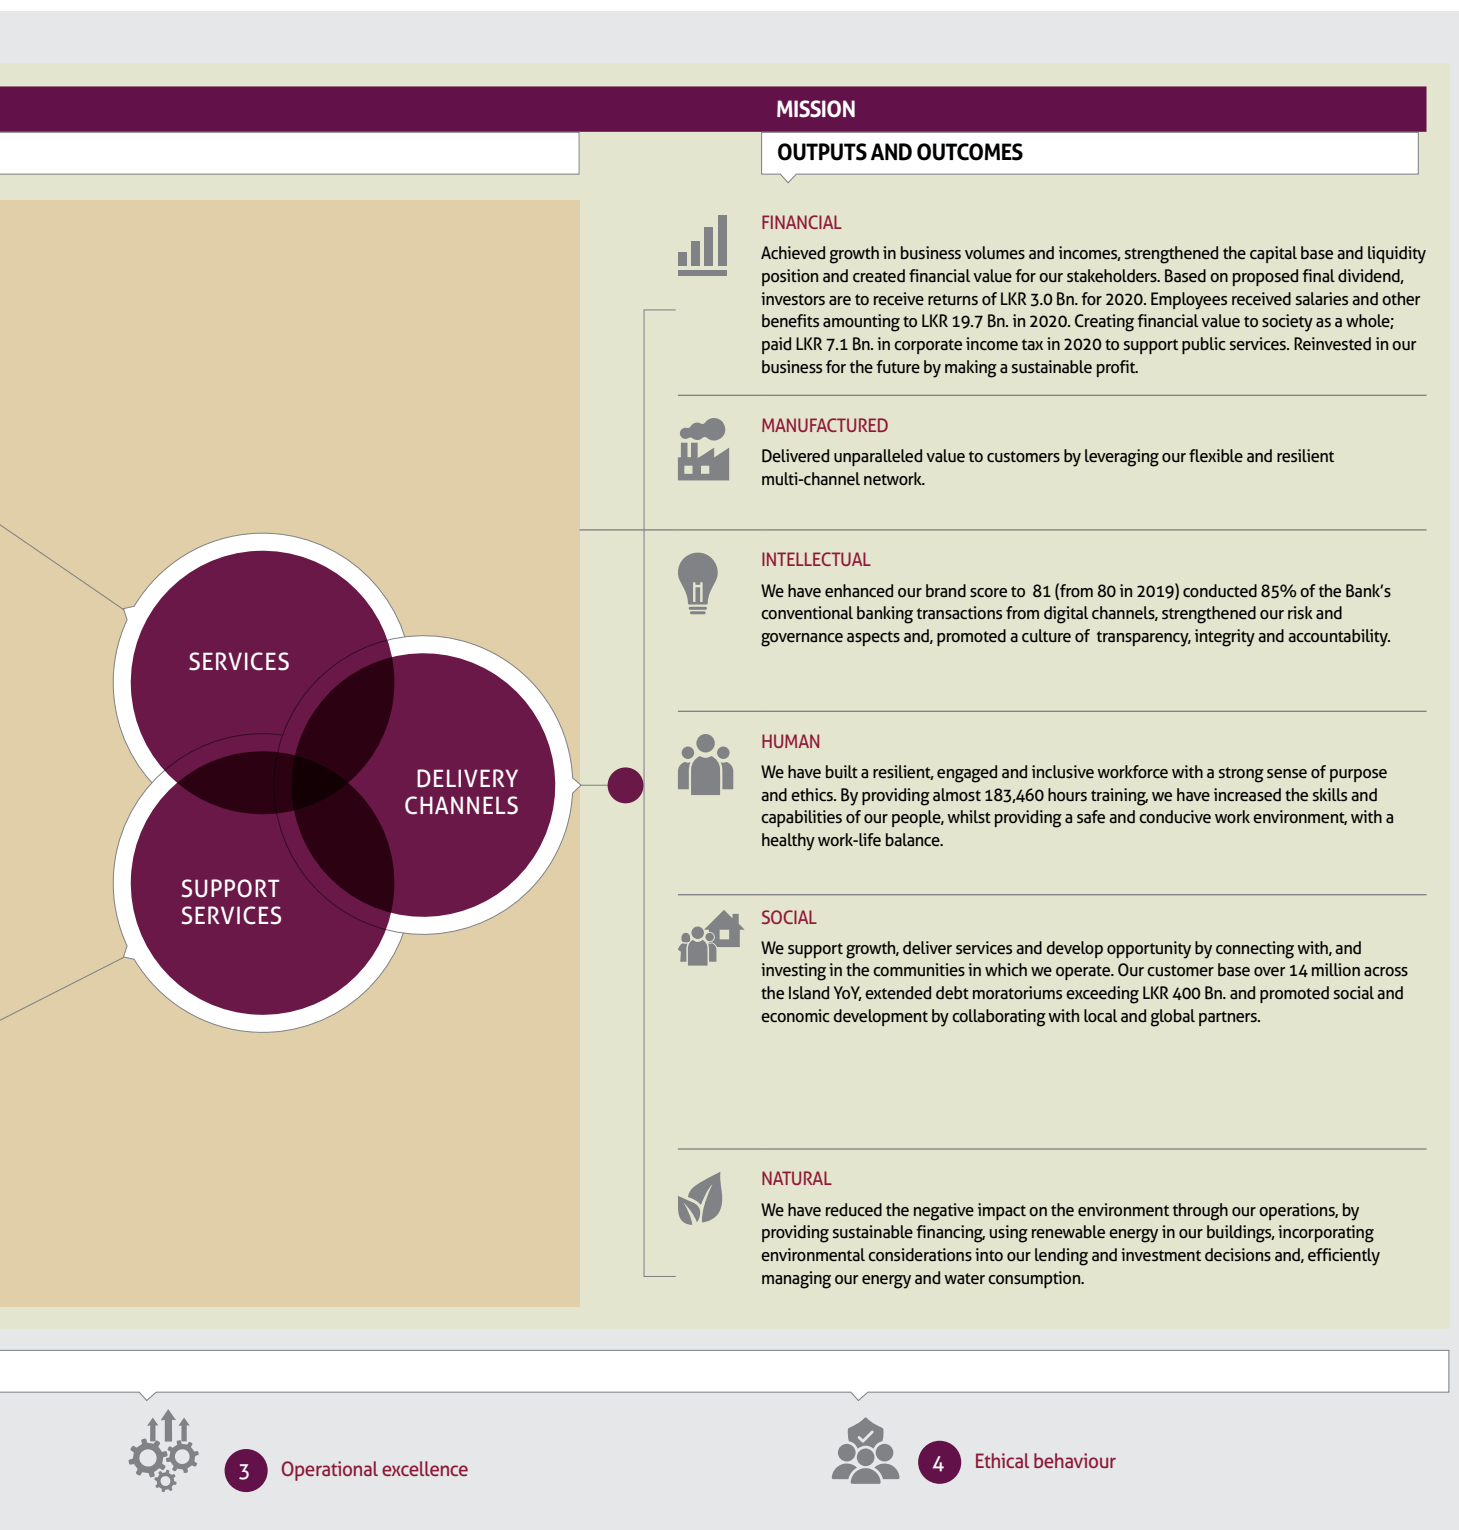 MISSION
OUTPUTS AND OUTCOMES
FINANCIAL
Achieved growth in business volumes and incomes, strengthened the capital base and liquidity
position and created financial value for our stakeholders. Based on proposed final dividend,
investors are to receive returns of LKR 3.0 Bn. for 2020. Employees received salaries and other
benefits amounting to LKR 19.7 Bn. in 2020. Creating financial value to society as a whole;
paid LKR 7.1 Bn. in corporate income tax in 2020 to support public services. Reinvested in our
business for the future by making a sustainable profit.
MANUFACTURED
Delivered unparalleled value to customers by leveraging our flexible and resilient
multi-channel network.
INTELLECTUAL
We have enhanced our brand score to 81 (from 80 in 2019) conducted 85% of the Bank's
conventional banking transactions from digital channels, strengthened our risk and
governance aspects and, promoted a culture of transparency, integrity and accountability.
SERVICES
DELIVERY
CHANNELS
SUPPORT
SERVICES
HUMAN
We have built a resilient, engaged and inclusive workforce with a strong sense of purpose
and ethics. By providing almost 183,460 hours training, we have increased the skills and
capabilities of our people, whilst providing a safe and conducive work environment, with a
healthy work-life balance.
SOCIAL
We support growth, deliver services and develop opportunity by connecting with, and
investing in the communities in which we operate. Our customer base over 14 million across
the Island YoY, extended debt moratoriums exceeding LKR 400 Bn. and promoted social and
economic development by collaborating with local and global partners.
NATURAL
We have reduced the negative impact on the environment through our operations, by
providing sustainable financing, using renewable energy in our buildings, incorporating
environmental considerations into our lending and investment decisions and, efficiently
managing our energy and water consumption.
3 Operational excellence
4 Ethical behaviour